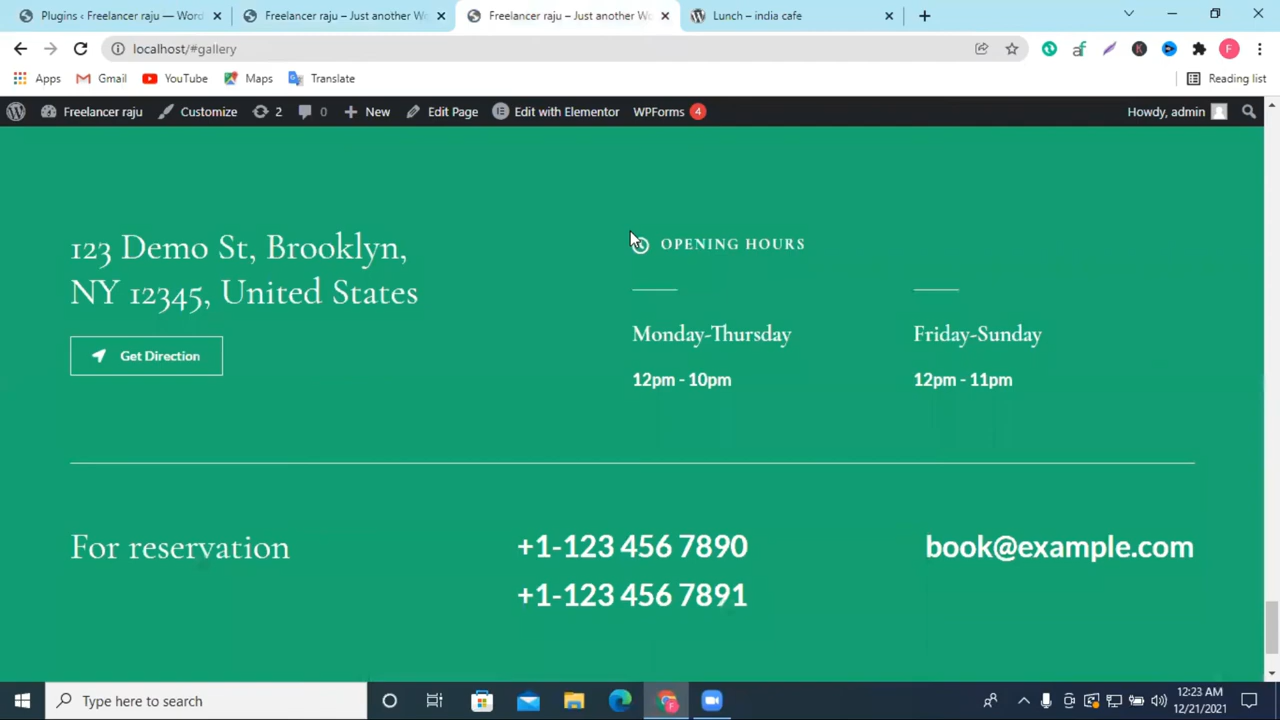 Plugins ‹ Freelancer raju — Word
Freelancer raju – Just another Wo
Freelancer raju – Just another Wo
Lunch – india cafe
localhost/#gallery
Apps
Gmail
YouTube
Maps
Translate
Reading list
Freelancer raju
Customize
2
0
New
Edit Page
Edit with Elementor
WPForms 4
Howdy, admin
123 Demo St, Brooklyn,
NY 12345, United States
Get Direction
OPENING HOURS
Monday-Thursday
12pm - 10pm
Friday-Sunday
12pm - 11pm
For reservation
+1-123 456 7890
+1-123 456 7891
book@example.com
Type here to search
12:23 AM
12/21/2021